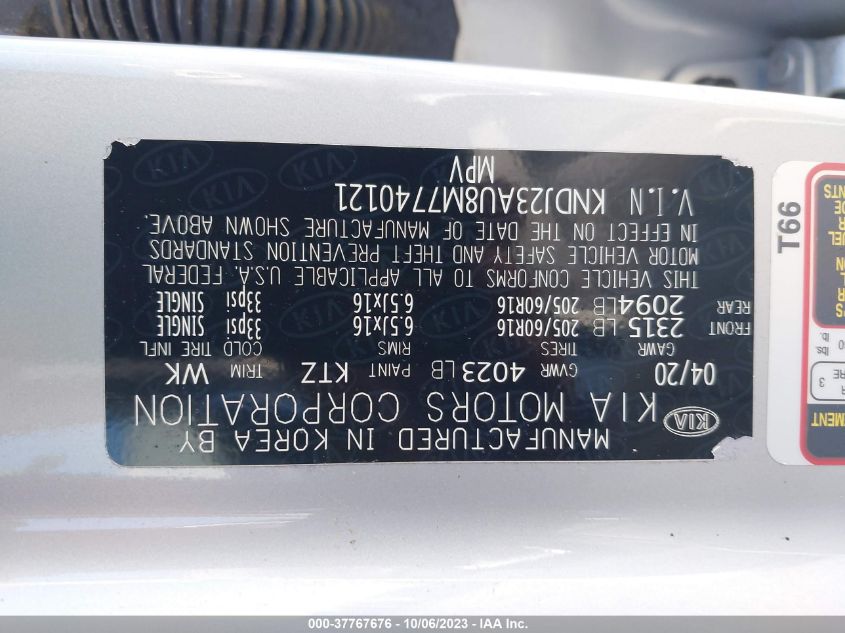 MANUFACTURED IN KOREA BY
KIA KIA MOTORS CORPORATION
04/20 GVWR 4023 LB PAINT KTZ TRIM WK
GAWR TIRES RIMS COLD TIRE INFL
FRONT 2315 LB 205/60R16 6.5Jx16 33psi SINGLE
REAR 2094 LB 205/60R16 6.5Jx16 33psi SINGLE
THIS VEHICLE CONFORMS TO ALL APPLICABLE U.S.A. FEDERAL
MOTOR VEHICLE SAFETY AND THEFT PREVENTION STANDARDS
IN EFFECT ON THE DATE OF MANUFACTURE SHOWN ABOVE.
V.I.N KNDJ23AU8M7740121
MPV
T66
3
lbs.
lb.
000-37767676 - 10/06/2023 - IAA Inc.